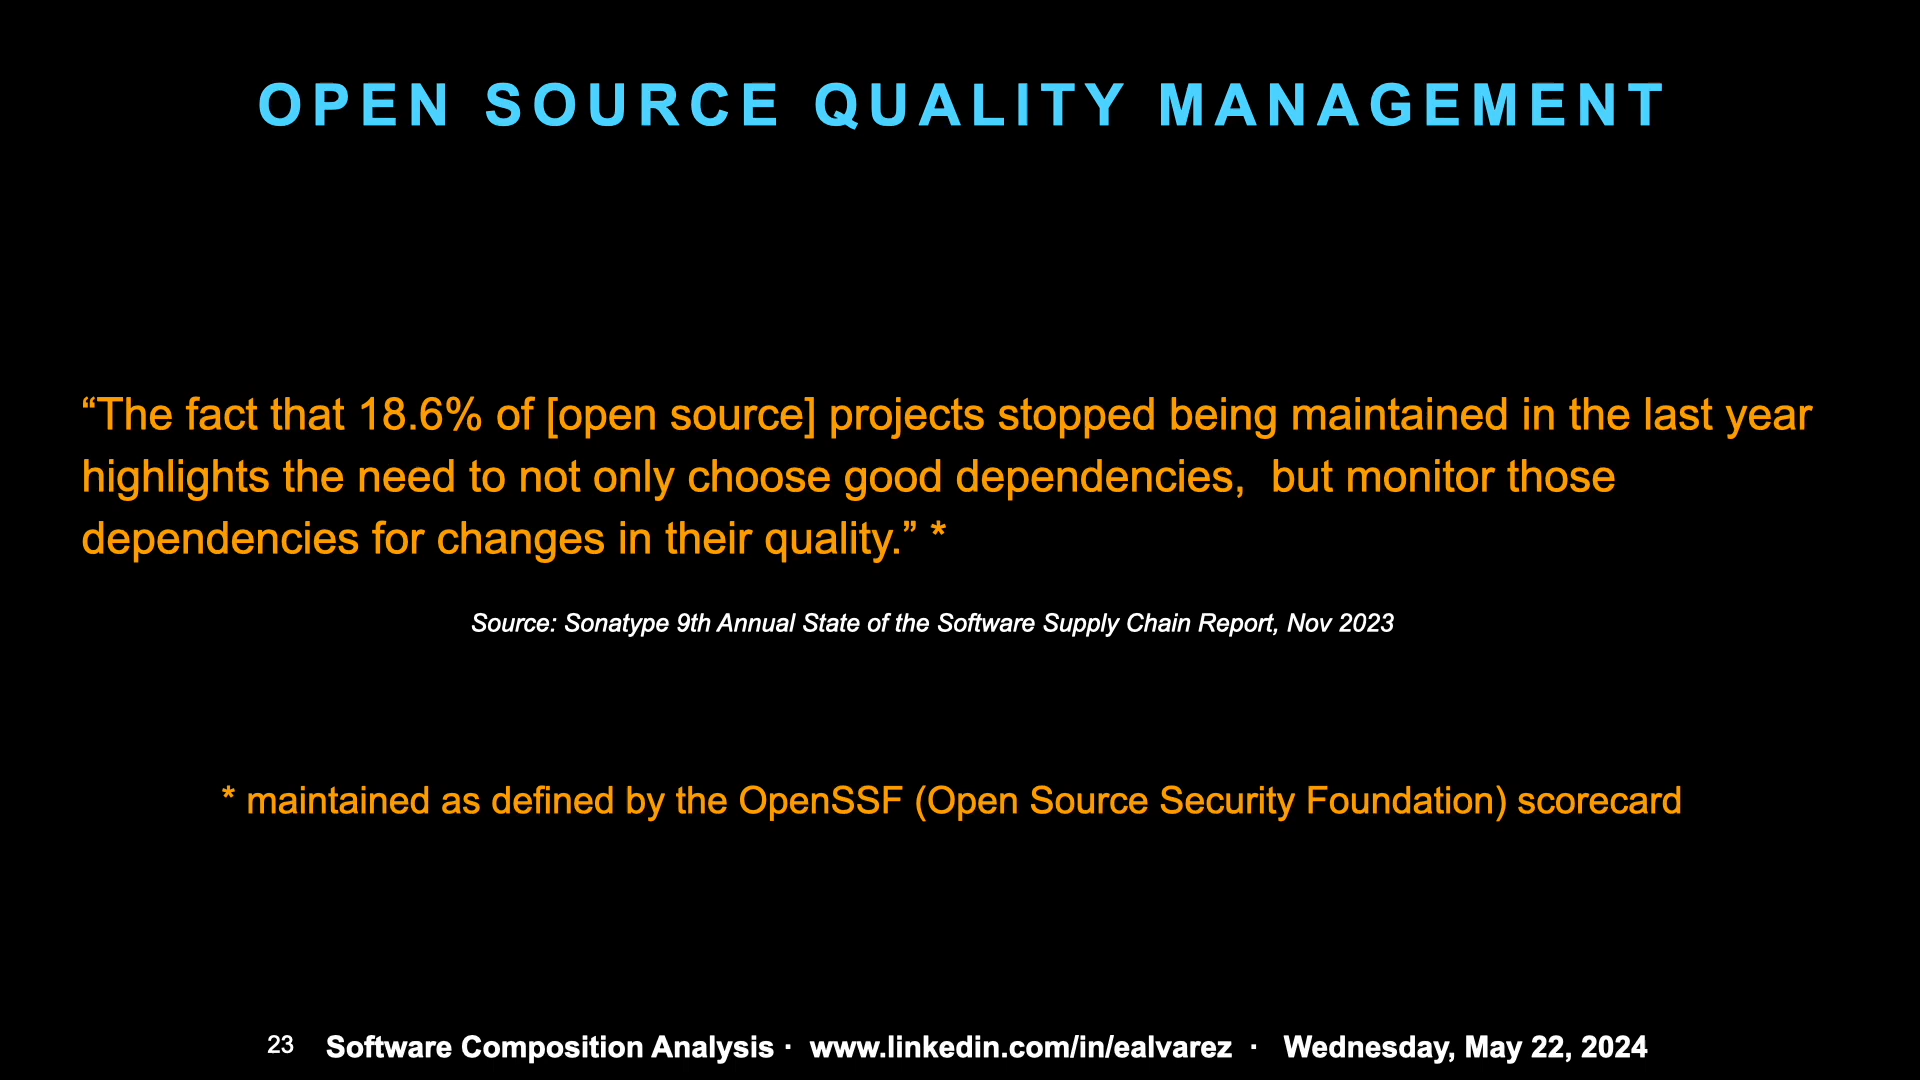 OPEN SOURCE QUALITY MANAGEMENT
“The fact that 18.6% of [open source] projects stopped being maintained in the last year
highlights the need to not only choose good dependencies,  but monitor those
dependencies for changes in their quality.” *
Source: Sonatype 9th Annual State of the Software Supply Chain Report, Nov 2023
* maintained as defined by the OpenSSF (Open Source Security Foundation) scorecard
23 Software Composition Analysis · www.linkedin.com/in/ealvarez · Wednesday, May 22, 2024